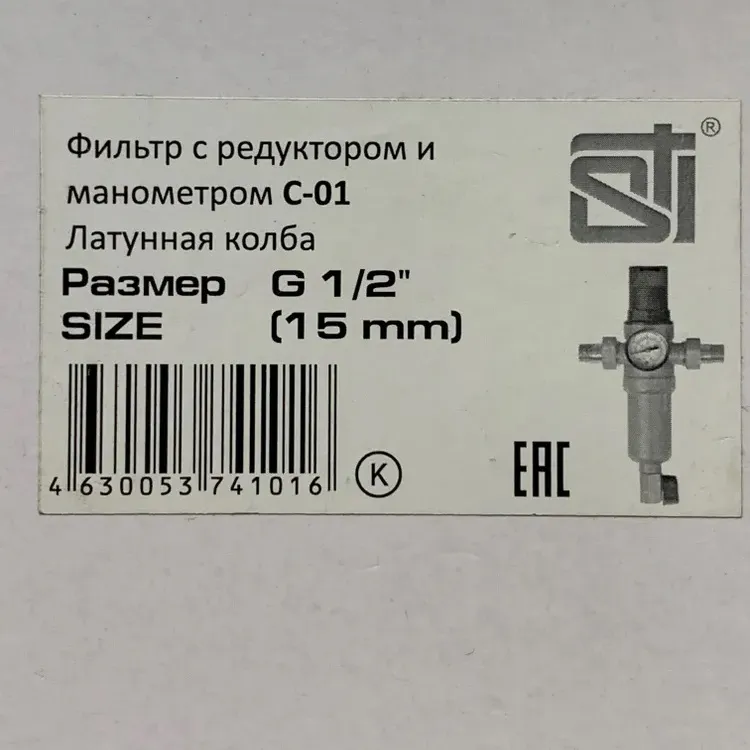 Фильтр с редуктором и
манометром С-01
Латунная колба
Размер G 1/2"
SIZE (15 mm)
4 630053 741016
K
EAC
STI ®